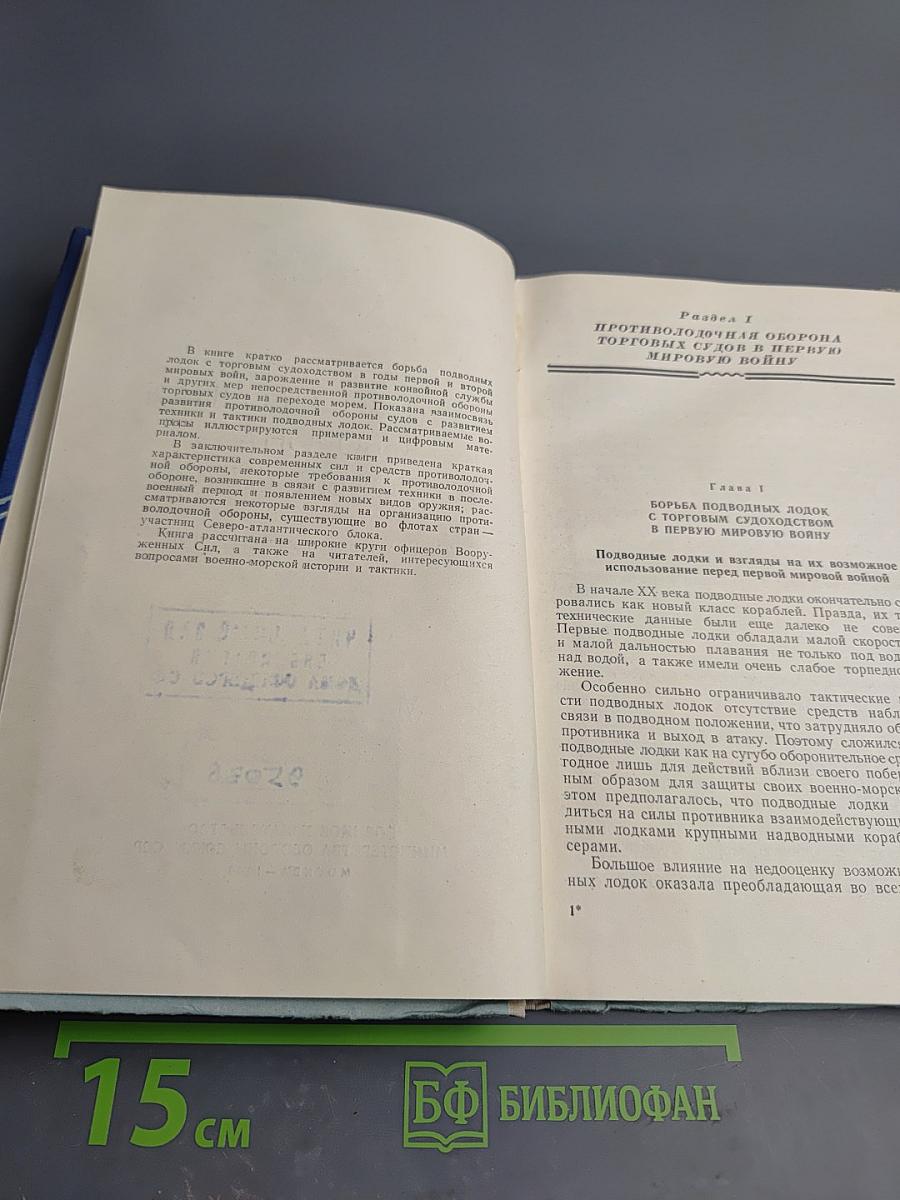 В книге кратко рассматривается борьба подводных
лодок с торговым судоходством в годы первой и второй
мировых войн, зарождение и развитие конвойной службы
и других мер непосредственной противолодочной обороны
торговых судов на переходе морем. Показана взаимосвязь
развития противолодочной обороны судов с развитием
техники и тактики подводных лодок. Рассматриваемые во-
просы иллюстрируются примерами и цифровым мате-
риалом.
В заключительном разделе книги приведена краткая
характеристика современных сил и средств противолодоч-
ной обороны, некоторые требования к противолодочной
обороне, возникшие в связи с развитием техники в после-
военный период и появлением новых видов оружия; рас-
сматриваются некоторые взгляды на организацию проти-
володочной обороны, существующие во флотах стран —
участниц Северо-атлантического блока.
Книга рассчитана на широкие круги офицеров Воору-
женных Сил, а также на читателей, интересующихся
вопросами военно-морской истории и тактики.
Раздел I
ПРОТИВОЛОДОЧНАЯ ОБОРОНА
ТОРГОВЫХ СУДОВ В ПЕРВУЮ
МИРОВУЮ ВОЙНУ
Глава I
БОРЬБА ПОДВОДНЫХ ЛОДОК
С ТОРГОВЫМ СУДОХОДСТВОМ
В ПЕРВУЮ МИРОВУЮ ВОЙНУ
Подводные лодки и взгляды на их возможное
использование перед первой мировой войной
В начале XX века подводные лодки окончательно с
ровались как новый класс кораблей. Правда, их т
технические данные были еще далеко не сове
Первые подводные лодки обладали малой скорост
и малой дальностью плавания не только под вод
над водой, а также имели очень слабое торпедно
жение.
Особенно сильно ограничивало тактические
сти подводных лодок отсутствие средств набл
связи в подводном положении, что затрудняло об
противника и выход в атаку. Поэтому сложился
подводные лодки как на сугубо оборонительное ср
годное лишь для действий вблизи своего побер
ным образом для защиты своих военно-морск
этом предполагалось, что подводные лодки
диться на силы противника взаимодействующи
ными лодками крупными надводными кораб
серами.
Большое влияние на недооценку возможн
ных лодок оказала преобладающая во всех
1*
15 см
БФ БИБЛИОФАН